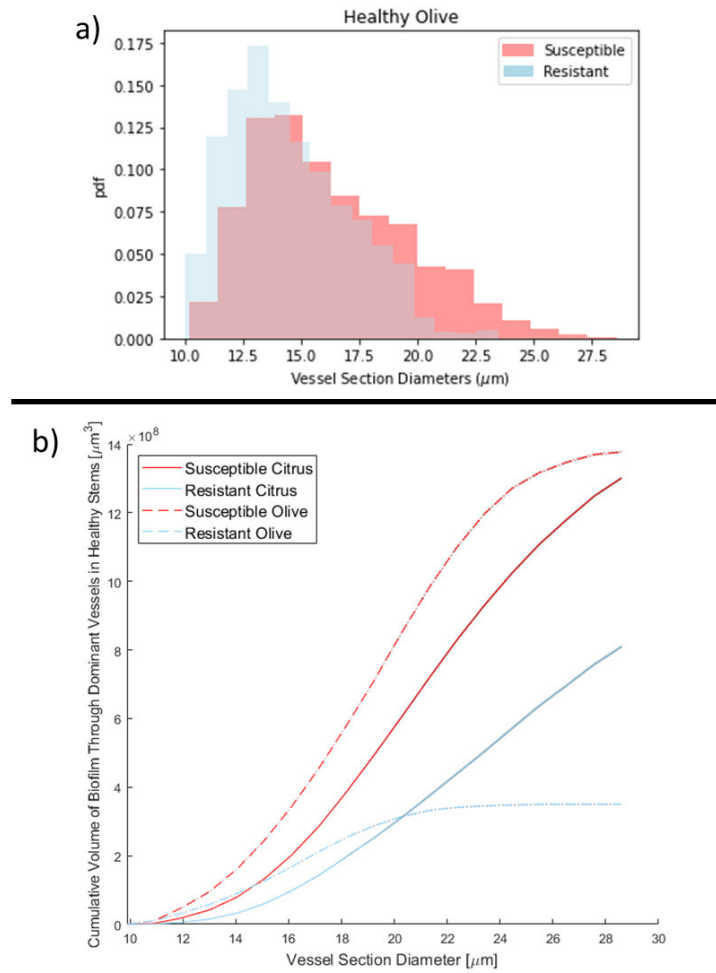 a)
Healthy Olive
Susceptible
Resistant
0.175
0.150
0.125
0.100
0.075
0.050
0.025
0.000
pdf
10.0 12.5 15.0 17.5 20.0 22.5 25.0 27.5
Vessel Section Diameters (μm)
b)
× 10⁸
14
12
10
8
6
4
2
0
Cumulative Volume of Biofilm Through Dominant Vessels in Healthy Stems [μm³]
Susceptible Citrus
Resistant Citrus
Susceptible Olive
Resistant Olive
10 12 14 16 18 20 22 24 26 28 30
Vessel Section Diameter [μm]